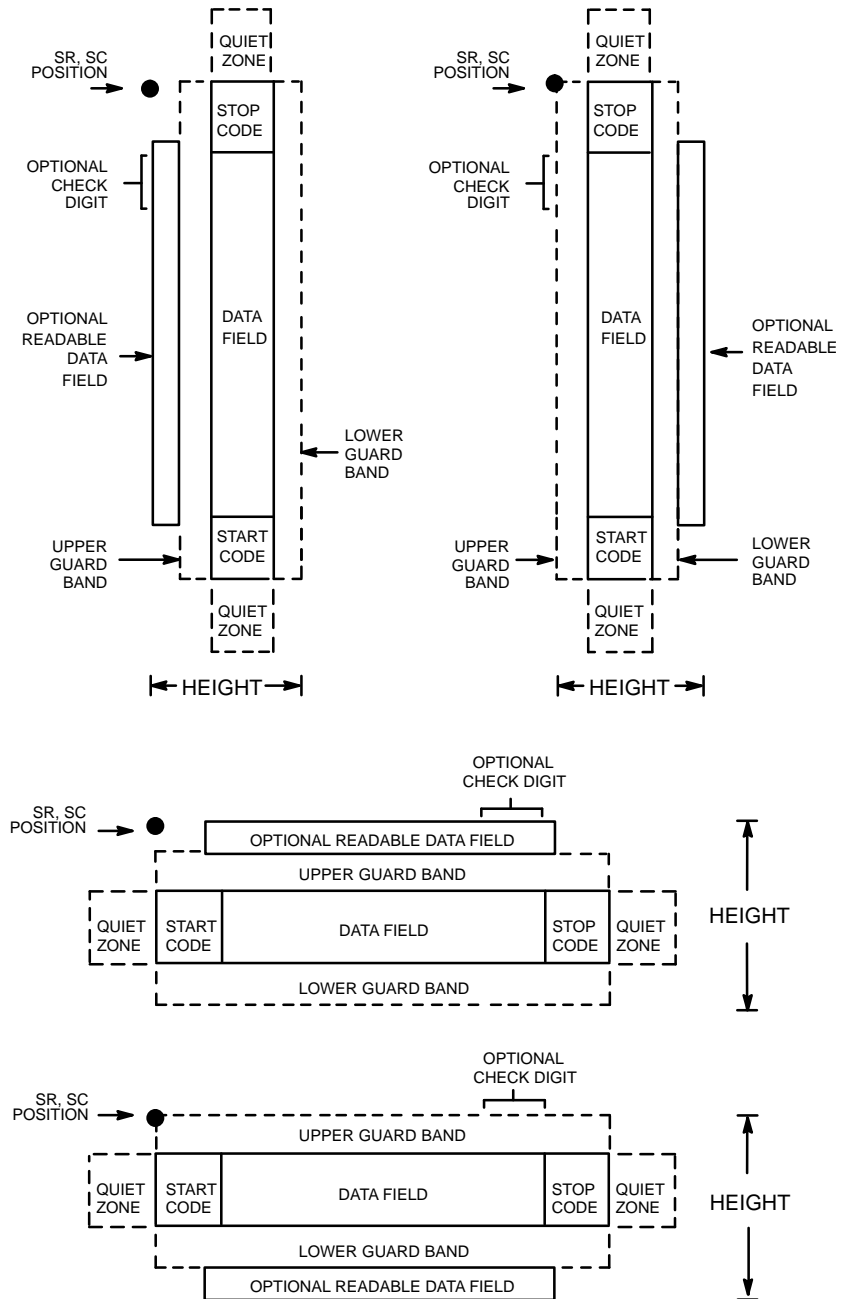 QUIET
ZONE
SR, SC
POSITION
STOP
CODE
OPTIONAL
CHECK
DIGIT
OPTIONAL
READABLE
DATA
FIELD
DATA
FIELD
LOWER
GUARD
BAND
START
CODE
UPPER
GUARD
BAND
QUIET
ZONE
HEIGHT
QUIET
ZONE
SR, SC
POSITION
STOP
CODE
OPTIONAL
CHECK
DIGIT
DATA
FIELD
OPTIONAL
READABLE
DATA
FIELD
START
CODE
UPPER
GUARD
BAND
LOWER
GUARD
BAND
QUIET
ZONE
HEIGHT
OPTIONAL
CHECK DIGIT
SR, SC
POSITION
OPTIONAL READABLE DATA FIELD
UPPER GUARD BAND
QUIET
ZONE
START
CODE
DATA FIELD
STOP
CODE
QUIET
ZONE
HEIGHT
LOWER GUARD BAND
OPTIONAL
CHECK DIGIT
SR, SC
POSITION
UPPER GUARD BAND
QUIET
ZONE
START
CODE
DATA FIELD
STOP
CODE
QUIET
ZONE
HEIGHT
LOWER GUARD BAND
OPTIONAL READABLE DATA FIELD